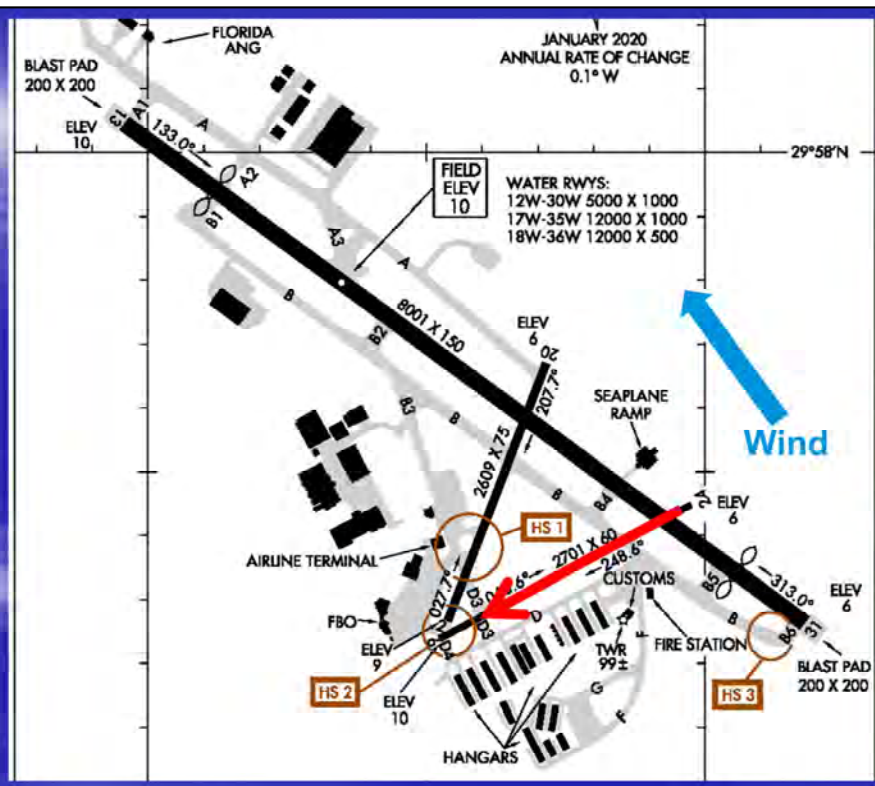 FLORIDA
ANG
JANUARY 2020
ANNUAL RATE OF CHANGE
0.1° W
BLAST PAD
200 X 200
A1
13
ELEV
10
133.0°
A
A2
29°58'N
FIELD
ELEV
10
WATER RWYS:
12W-30W 5000 X 1000
17W-35W 12000 X 1000
18W-36W 12000 X 500
B1
A3
A
B
8001 X 150
B2
ELEV
6
20
207.7°
SEAPLANE
RAMP
Wind
B3
B
2609 X 75
B
B4
24
ELEV
6
HS 1
2701 X 60
248.6°
AIRLINE TERMINAL
027.7°
D3
CUSTOMS
B5
313.0°
ELEV
6
FBO
D3
D
F
B
B6
31
ELEV
9
D4
TWR
99±
FIRE STATION
BLAST PAD
200 X 200
HS 2
ELEV
10
G
F
HS 3
HANGARS